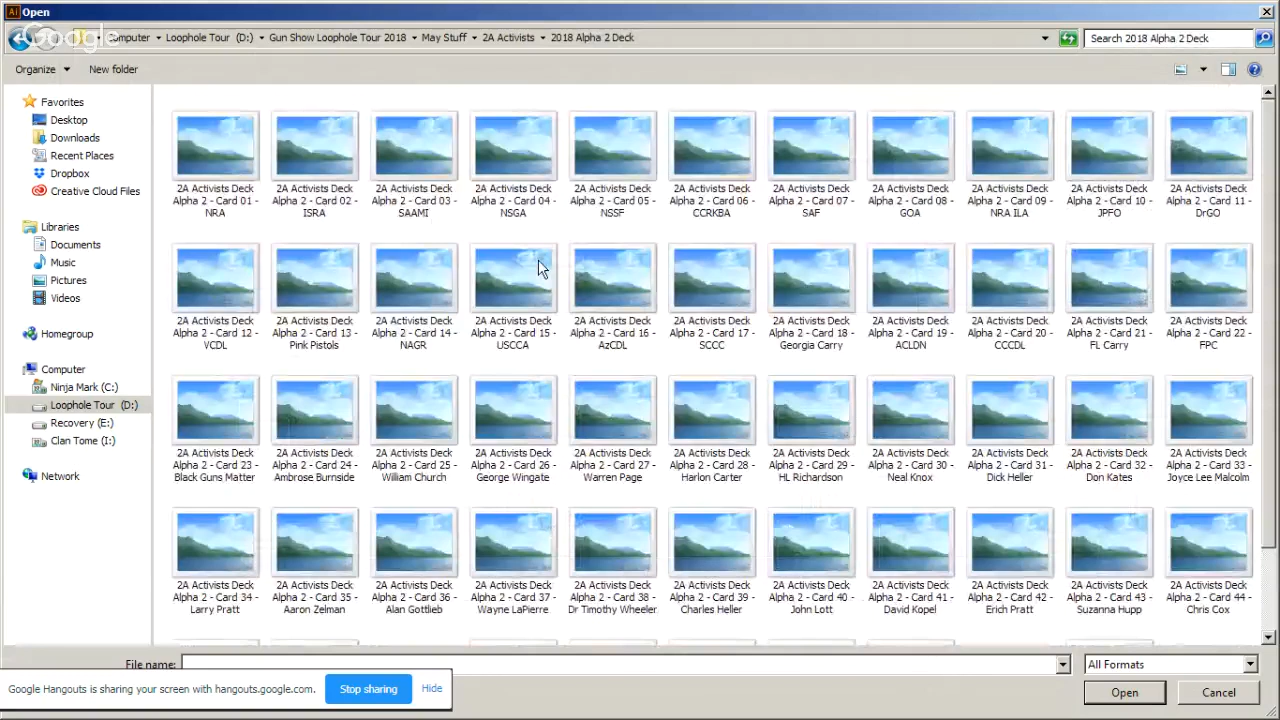 Open
Google
Computer
Loophole Tour (D:)
Gun Show Loophole Tour 2018
May Stuff
2A Activists
2018 Alpha 2 Deck
Search 2018 Alpha 2 Deck
Organize
New folder
Favorites
Desktop
Downloads
Recent Places
Dropbox
Creative Cloud Files
Libraries
Documents
Music
Pictures
Videos
Homegroup
Computer
Ninja Mark (C:)
Loophole Tour (D:)
Recovery (E:)
Clan Tome (I:)
Network
2A Activists Deck
Alpha 2 - Card 01 -
NRA
2A Activists Deck
Alpha 2 - Card 02 -
ISRA
2A Activists Deck
Alpha 2 - Card 03 -
SAAMI
2A Activists Deck
Alpha 2 - Card 04 -
NSGA
2A Activists Deck
Alpha 2 - Card 05 -
NSSF
2A Activists Deck
Alpha 2 - Card 06 -
CCRKBA
2A Activists Deck
Alpha 2 - Card 07 -
SAF
2A Activists Deck
Alpha 2 - Card 08 -
GOA
2A Activists Deck
Alpha 2 - Card 09 -
NRA ILA
2A Activists Deck
Alpha 2 - Card 10 -
JPFO
2A Activists Deck
Alpha 2 - Card 11 -
DrGO
2A Activists Deck
Alpha 2 - Card 12 -
VCDL
2A Activists Deck
Alpha 2 - Card 13 -
Pink Pistols
2A Activists Deck
Alpha 2 - Card 14 -
NAGR
2A Activists Deck
Alpha 2 - Card 15 -
USCCA
2A Activists Deck
Alpha 2 - Card 16 -
AzCDL
2A Activists Deck
Alpha 2 - Card 17 -
SCCC
2A Activists Deck
Alpha 2 - Card 18 -
Georgia Carry
2A Activists Deck
Alpha 2 - Card 19 -
ACLDN
2A Activists Deck
Alpha 2 - Card 20 -
CCCDL
2A Activists Deck
Alpha 2 - Card 21 -
FL Carry
2A Activists Deck
Alpha 2 - Card 22 -
FPC
2A Activists Deck
Alpha 2 - Card 23 -
Black Guns Matter
2A Activists Deck
Alpha 2 - Card 24 -
Ambrose Burnside
2A Activists Deck
Alpha 2 - Card 25 -
William Church
2A Activists Deck
Alpha 2 - Card 26 -
George Wingate
2A Activists Deck
Alpha 2 - Card 27 -
Warren Page
2A Activists Deck
Alpha 2 - Card 28 -
Harlon Carter
2A Activists Deck
Alpha 2 - Card 29 -
HL Richardson
2A Activists Deck
Alpha 2 - Card 30 -
Neal Knox
2A Activists Deck
Alpha 2 - Card 31 -
Dick Heller
2A Activists Deck
Alpha 2 - Card 32 -
Don Kates
2A Activists Deck
Alpha 2 - Card 33 -
Joyce Lee Malcolm
2A Activists Deck
Alpha 2 - Card 34 -
Larry Pratt
2A Activists Deck
Alpha 2 - Card 35 -
Aaron Zelman
2A Activists Deck
Alpha 2 - Card 36 -
Alan Gottlieb
2A Activists Deck
Alpha 2 - Card 37 -
Wayne LaPierre
2A Activists Deck
Alpha 2 - Card 38 -
Dr Timothy Wheeler
2A Activists Deck
Alpha 2 - Card 39 -
Charles Heller
2A Activists Deck
Alpha 2 - Card 40 -
John Lott
2A Activists Deck
Alpha 2 - Card 41 -
David Kopel
2A Activists Deck
Alpha 2 - Card 42 -
Erich Pratt
2A Activists Deck
Alpha 2 - Card 43 -
Suzanna Hupp
2A Activists Deck
Alpha 2 - Card 44 -
Chris Cox
File name:
All Formats
Google Hangouts is sharing your screen with hangouts.google.com.
Stop sharing
Hide
Open
Cancel